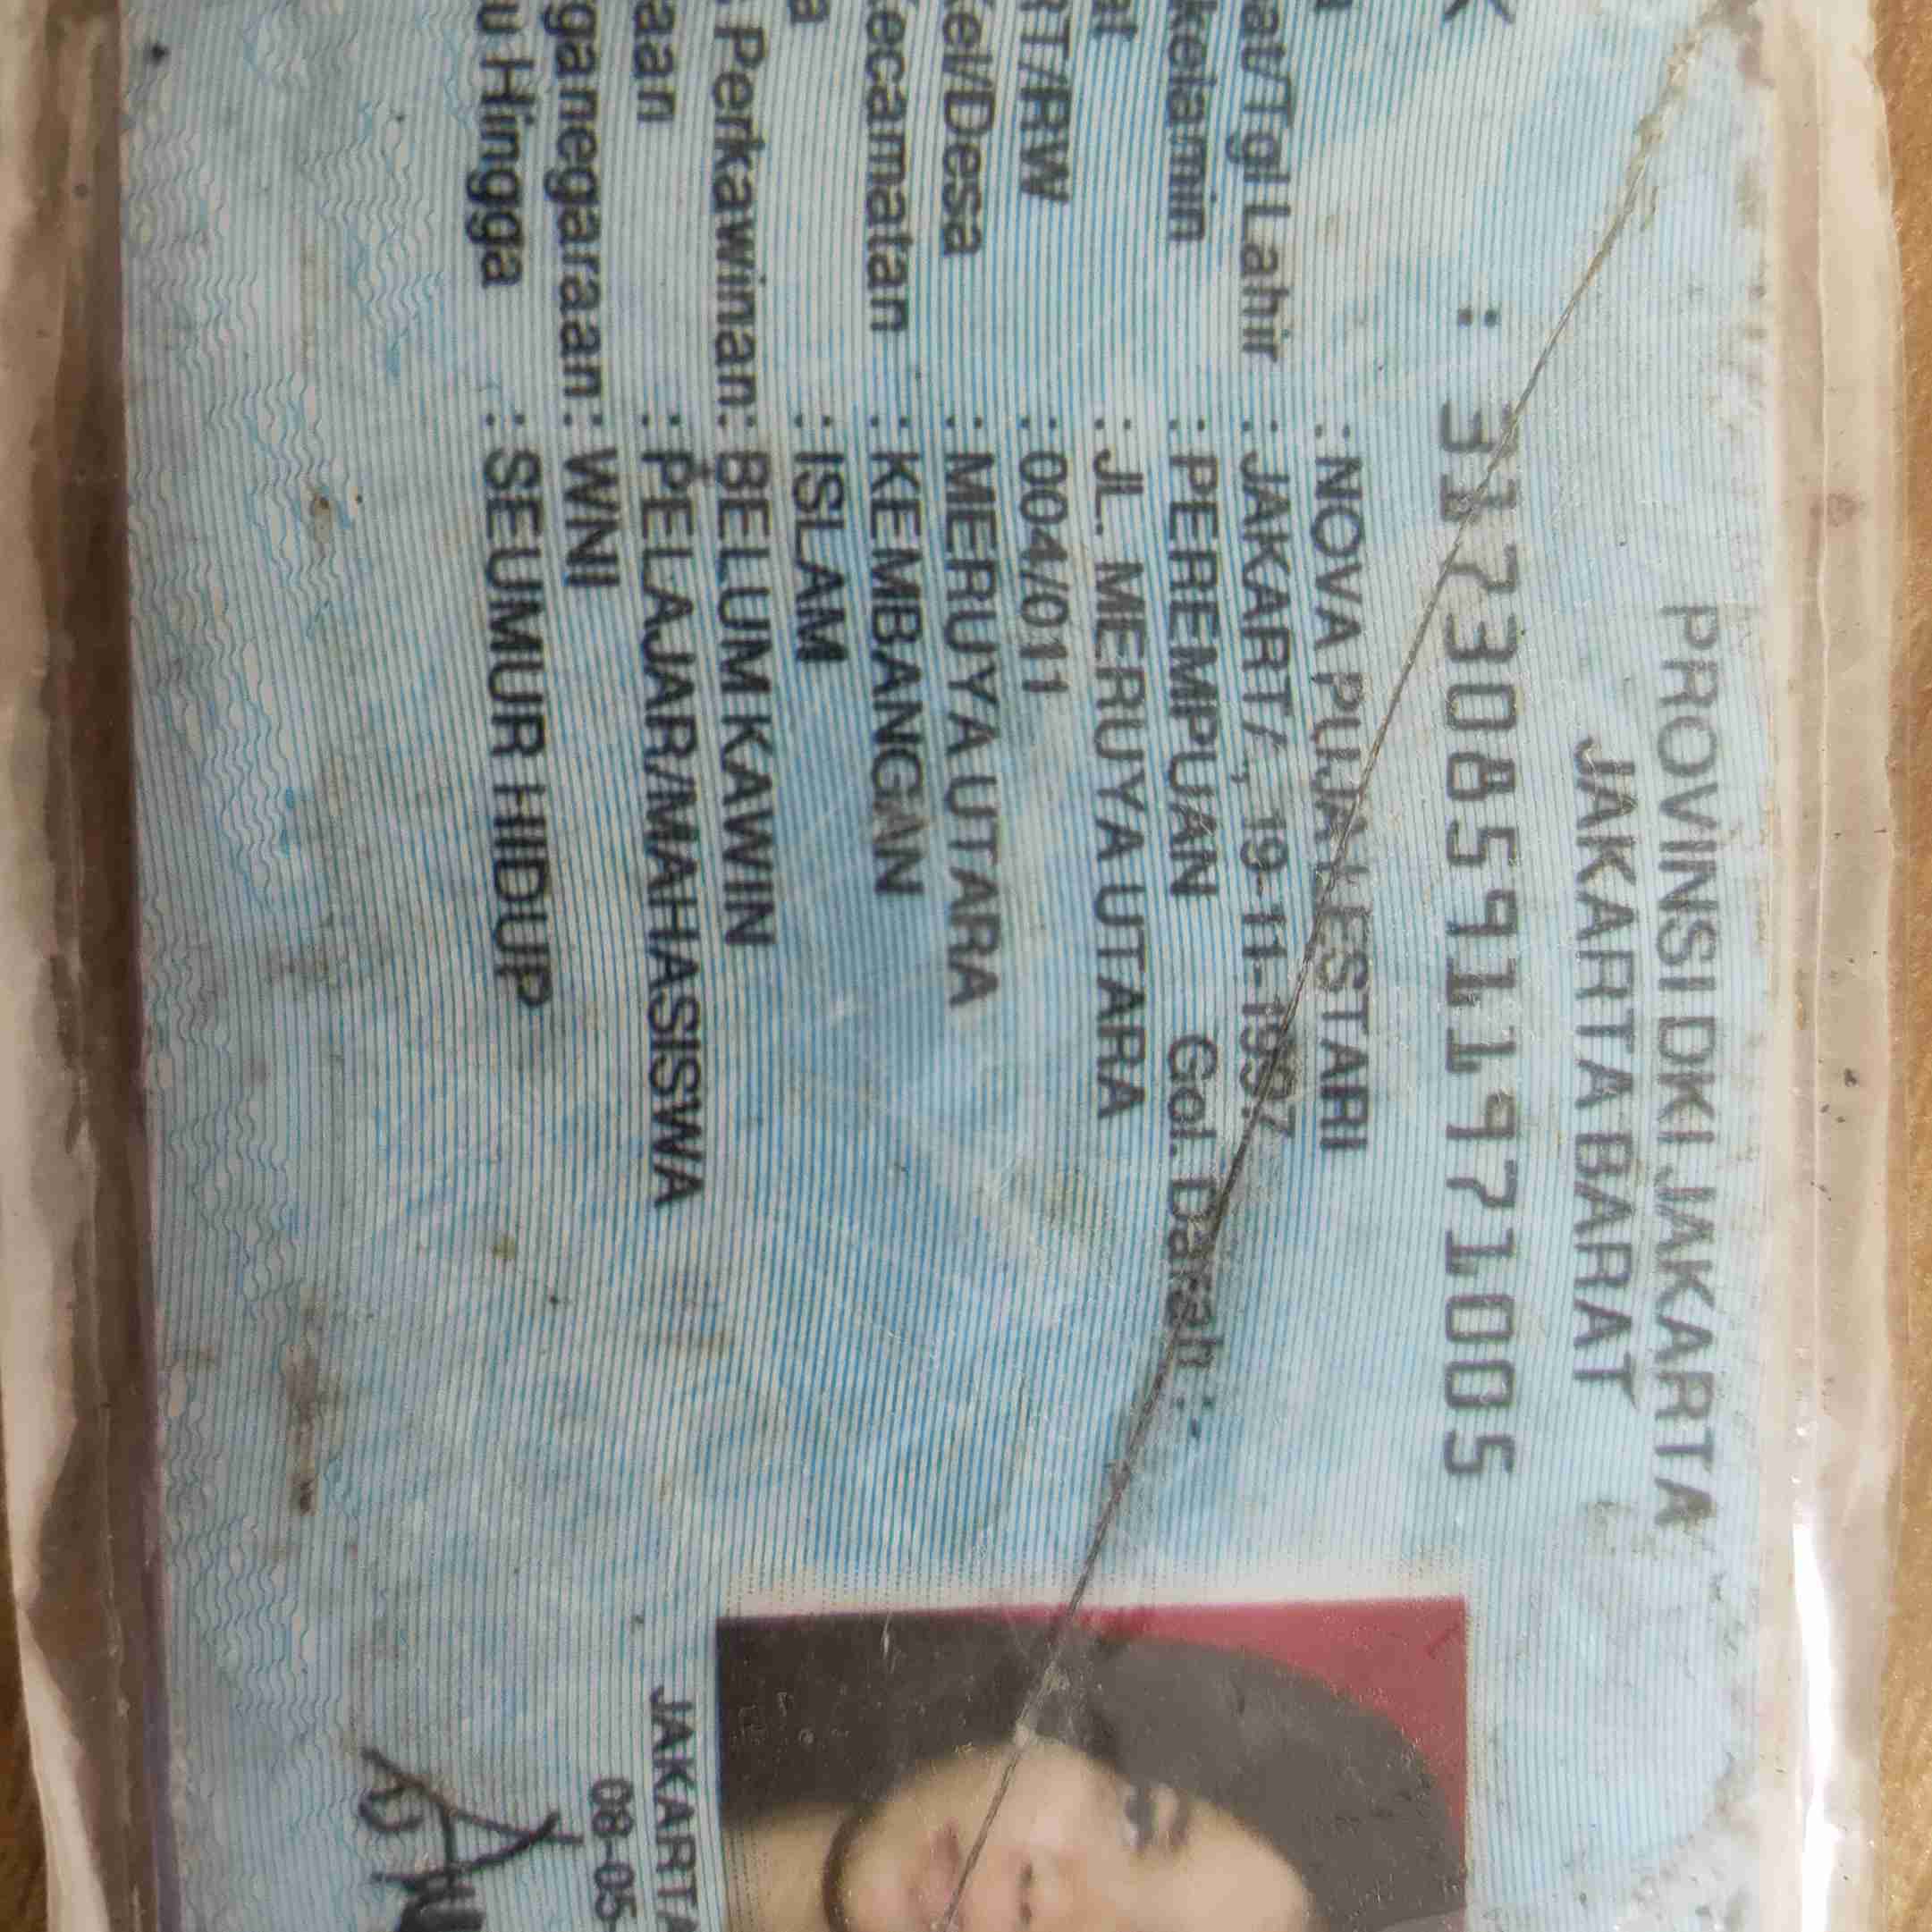 PROVINSI DKI JAKARTA
JAKARTA BARAT
K : 3173085911971005
a : NOVA PUJA LESTARI
at/Tgl Lahir : JAKARTA, 19-11-1997
kelamin : PEREMPUAN Gol. Darah : -
at : JL. MERUYA UTARA
RT/RW : 004/011
Kel/Desa : MERUYA UTARA
Kecamatan : KEMBANGAN
a : ISLAM
Perkawinan: BELUM KAWIN
aan : PELAJAR/MAHASISWA
ganegaraan: WNI
u Hingga : SEUMUR HIDUP
JAKARTA
08-05-